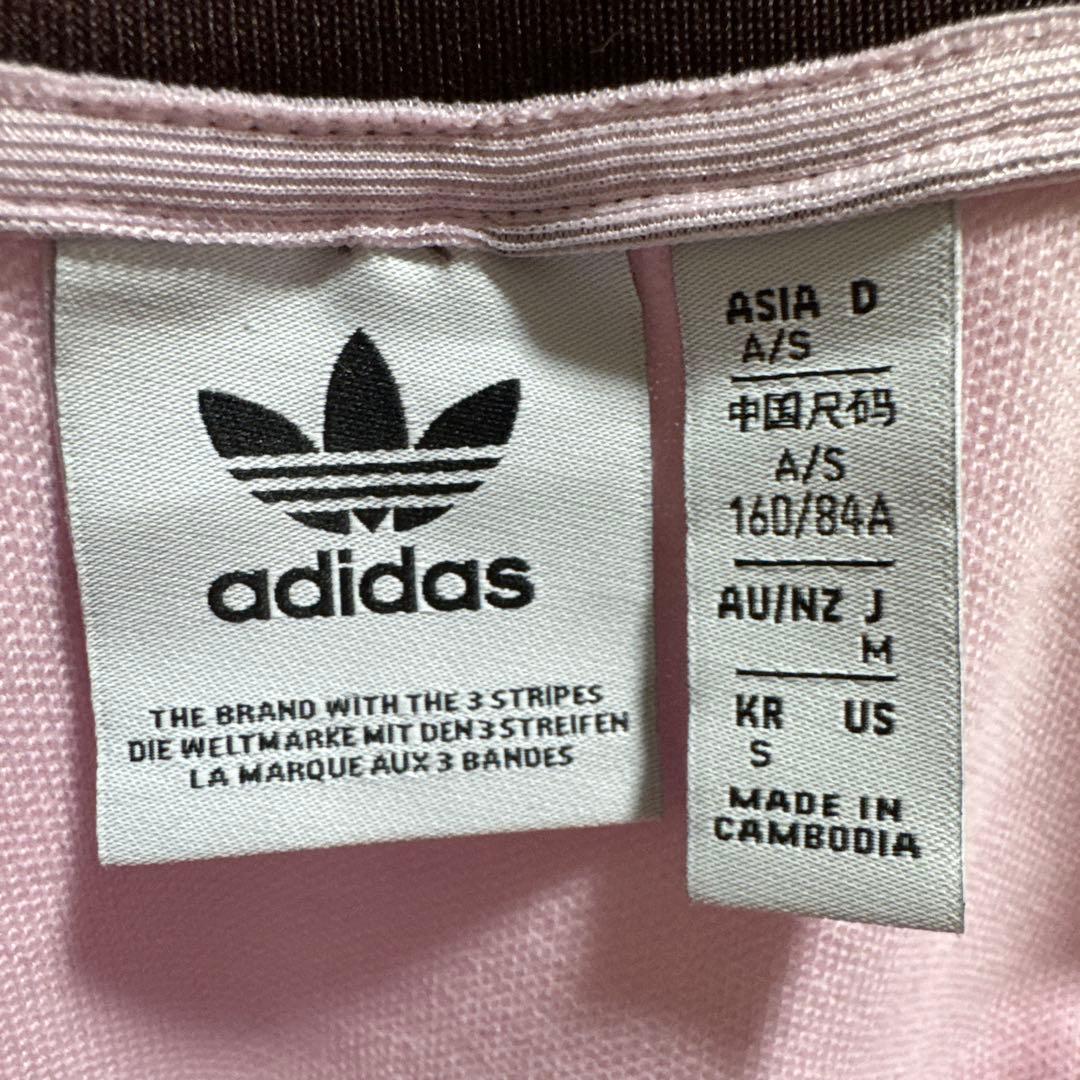 adidas
THE BRAND WITH THE 3 STRIPES
DIE WELTMARKE MIT DEN 3 STREIFEN
LA MARQUE AUX 3 BANDES
ASIA D
A/S
中国尺码
A/S
160/84A
AU/NZ J
M
KR US
S
MADE IN
CAMBODIA